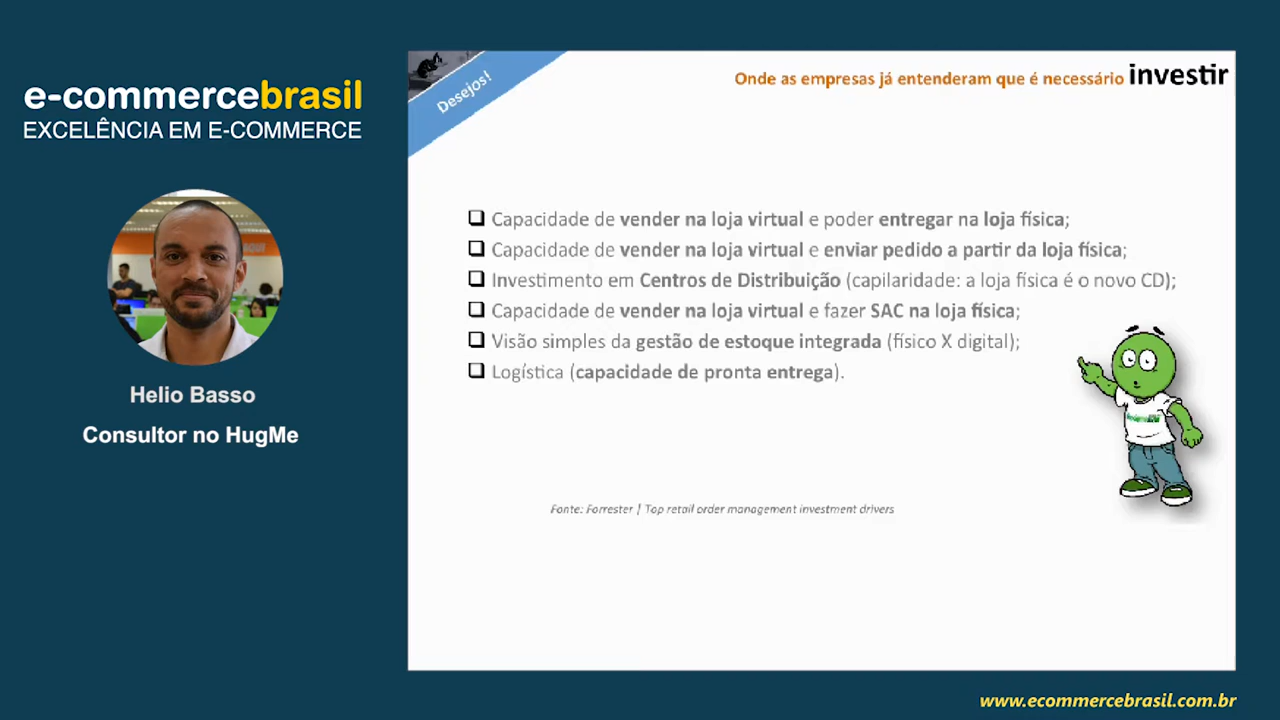 e-commercebrasil
EXCELÊNCIA EM E-COMMERCE
Helio Basso
Consultor no HugMe
Desejos!
Onde as empresas já entenderam que é necessário investir
Capacidade de vender na loja virtual e poder entregar na loja física;
Capacidade de vender na loja virtual e enviar pedido a partir da loja física;
Investimento em Centros de Distribuição (capilaridade: a loja física é o novo CD);
Capacidade de vender na loja virtual e fazer SAC na loja física;
Visão simples da gestão de estoque integrada (físico X digital);
Logística (capacidade de pronta entrega).
Fonte: Forrester | Top retail order management investment drivers
www.ecommercebrasil.com.br